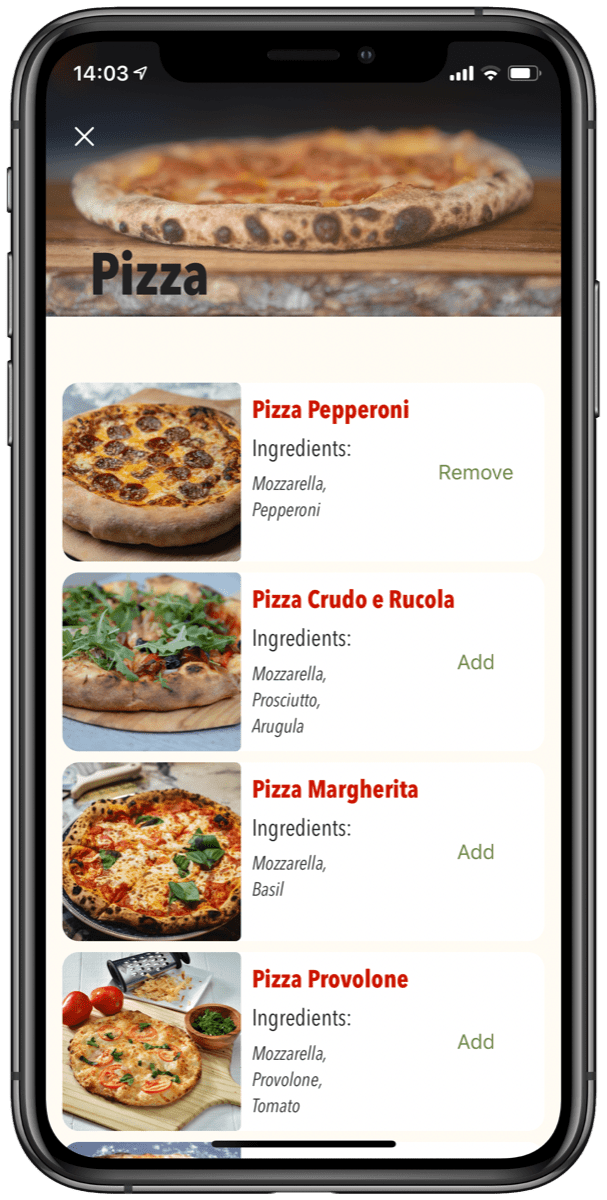 14:03
Pizza
Pizza Pepperoni
Ingredients:
Mozzarella,
Pepperoni
Remove
Pizza Crudo e Rucola
Ingredients:
Mozzarella,
Prosciutto,
Arugula
Add
Pizza Margherita
Ingredients:
Mozzarella,
Basil
Add
Pizza Provolone
Ingredients:
Mozzarella,
Provolone,
Tomato
Add